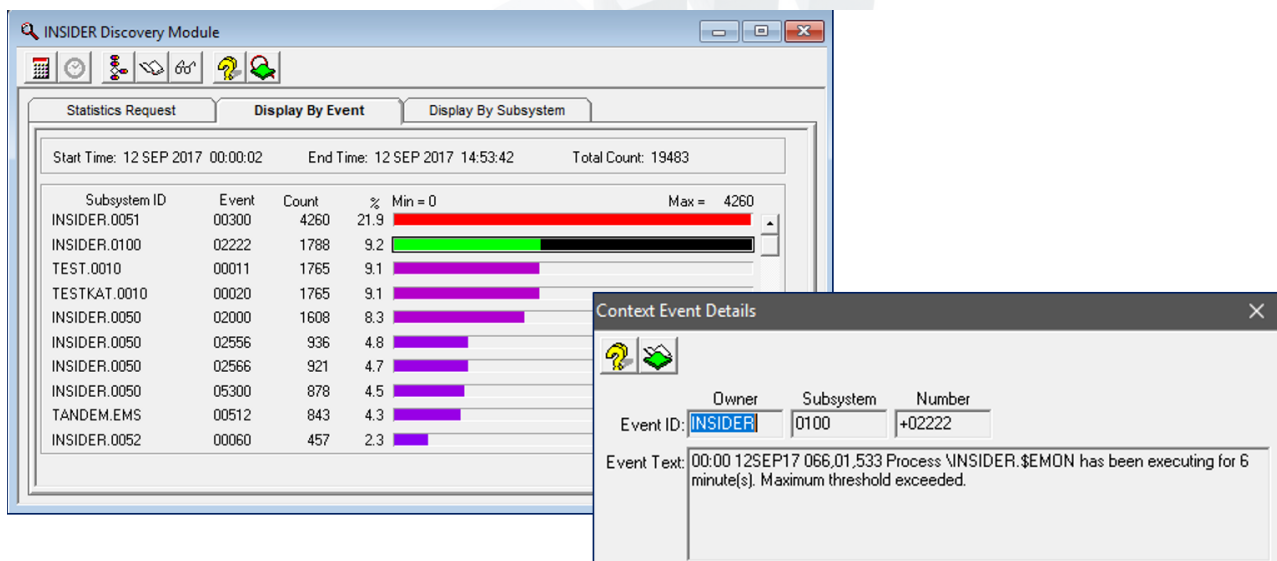 INSIDER Discovery Module
Statistics Request Display By Event Display By Subsystem
Start Time: 12 SEP 2017 00:00:02 End Time: 12 SEP 2017 14:53:42 Total Count: 19483
Subsystem ID Event Count % Min = 0 Max = 4260
INSIDER.0051 00300 4260 21.9
INSIDER.0100 02222 1788 9.2
TEST.0010 00011 1765 9.1
TESTKAT.0010 00020 1765 9.1
INSIDER.0050 02000 1608 8.3
INSIDER.0050 02556 936 4.8
INSIDER.0050 02566 921 4.7
INSIDER.0050 05300 878 4.5
TANDEM.EMS 00512 843 4.3
INSIDER.0052 00060 457 2.3
Context Event Details
Owner Subsystem Number
Event ID: INSIDER 0100 +02222
Event Text: 00:00 12SEP17 066,01,533 Process \INSIDER.$EMON has been executing for 6
minute(s). Maximum threshold exceeded.